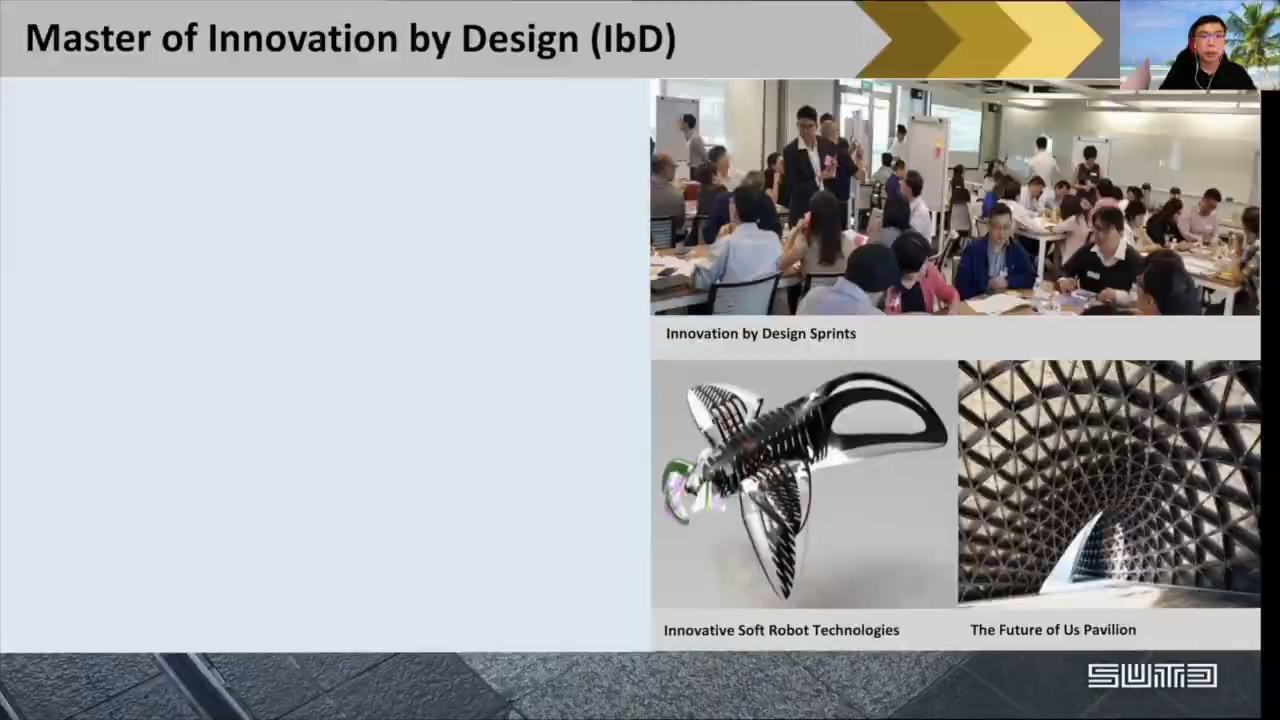 Master of Innovation by Design (IbD)
Innovation by Design Sprints
Innovative Soft Robot Technologies
The Future of Us Pavilion
SUTD